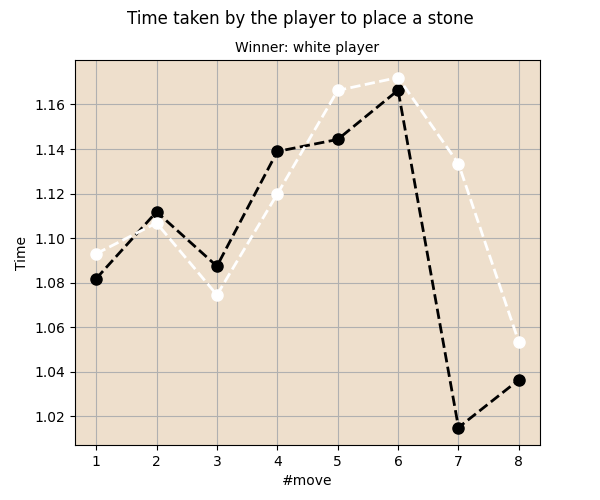 Time taken by the player to place a stone
Winner: white player
1.16
1.14
1.12
1.10
1.08
1.06
1.04
1.02
Time
1 2 3 4 5 6 7 8
#move